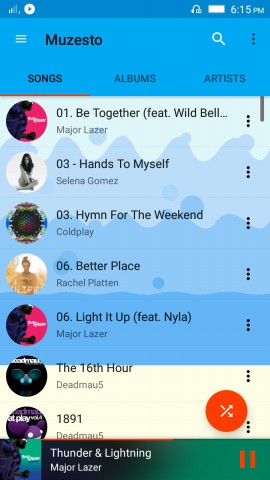 6:15 PM
Muzesto
SONGS
ALBUMS
ARTISTS
01. Be Together (feat. Wild Bell...
Major Lazer
03 - Hands To Myself
Selena Gomez
03. Hymn For The Weekend
Coldplay
06. Better Place
Rachel Platten
06. Light It Up (feat. Nyla)
Major Lazer
The 16th Hour
Deadmau5
1891
Deadmau5
Thunder & Lightning
Major Lazer